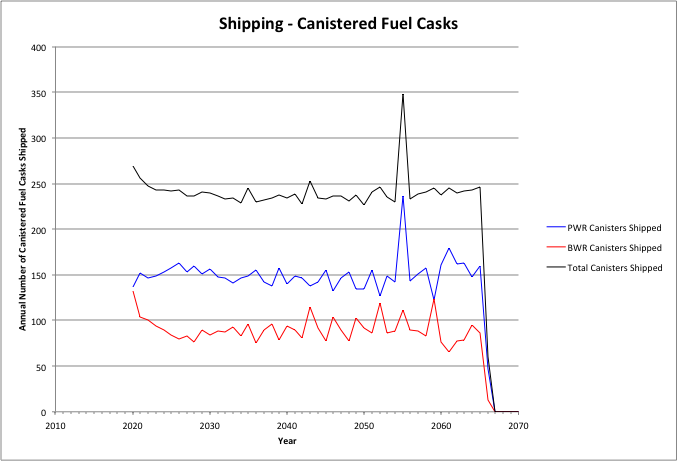 Shipping - Canistered Fuel Casks
Annual Number of Canistered Fuel Casks Shipped
400
350
300
250
200
150
100
50
0
2010 2020 2030 2040 2050 2060 2070
Year
PWR Canisters Shipped
BWR Canisters Shipped
Total Canisters Shipped